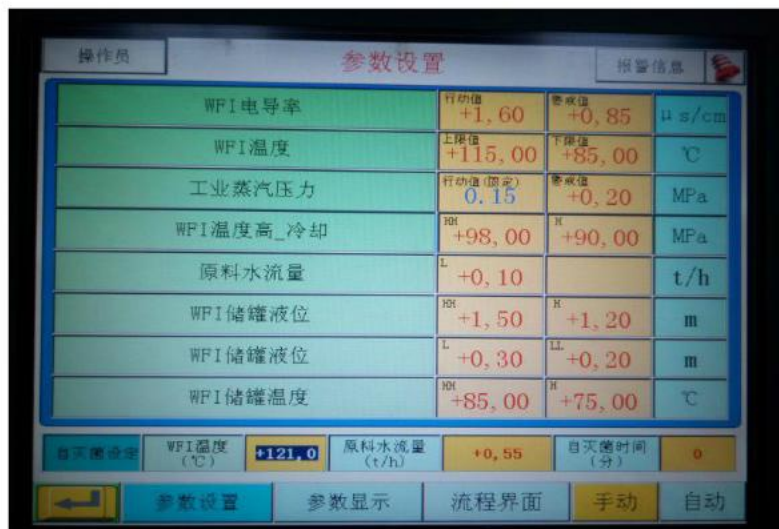 操作员 参数设置 报警信息
WFI电导率 行动值 +1,60 警戒值 +0,85 μs/cm
WFI温度 上限值 +115,00 下限值 +85,00 ℃
工业蒸汽压力 行动值(固定) 0.15 警戒值 +0,20 MPa
WFI温度高_冷却 HH +98,00 H +90,00 MPa
原料水流量 L +0,10 t/h
WFI储罐液位 HH +1,50 H +1,20 m
WFI储罐液位 L +0,30 LL +0,20 m
WFI储罐温度 HH +85,00 H +75,00 ℃
自灭菌设定 WFI温度(℃) +121,0 原料水流量(t/h) +0,55 自灭菌时间(分) 0
参数设置 参数显示 流程界面 手动 自动